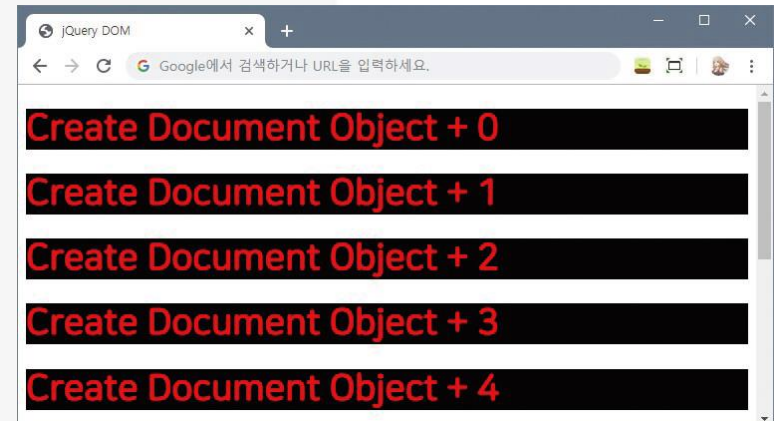 jQuery DOM
Google에서 검색하거나 URL을 입력하세요.
Create Document Object + 0
Create Document Object + 1
Create Document Object + 2
Create Document Object + 3
Create Document Object + 4